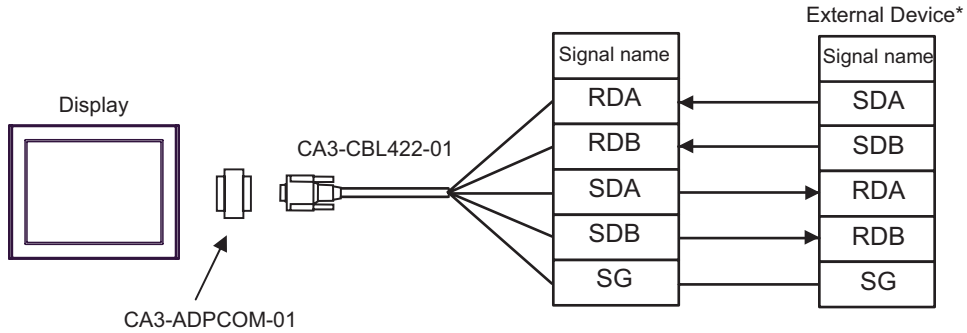 External Device*
Display
CA3-CBL422-01
CA3-ADPCOM-01
Signal name
RDA
RDB
SDA
SDB
SG
Signal name
SDA
SDB
RDA
RDB
SG